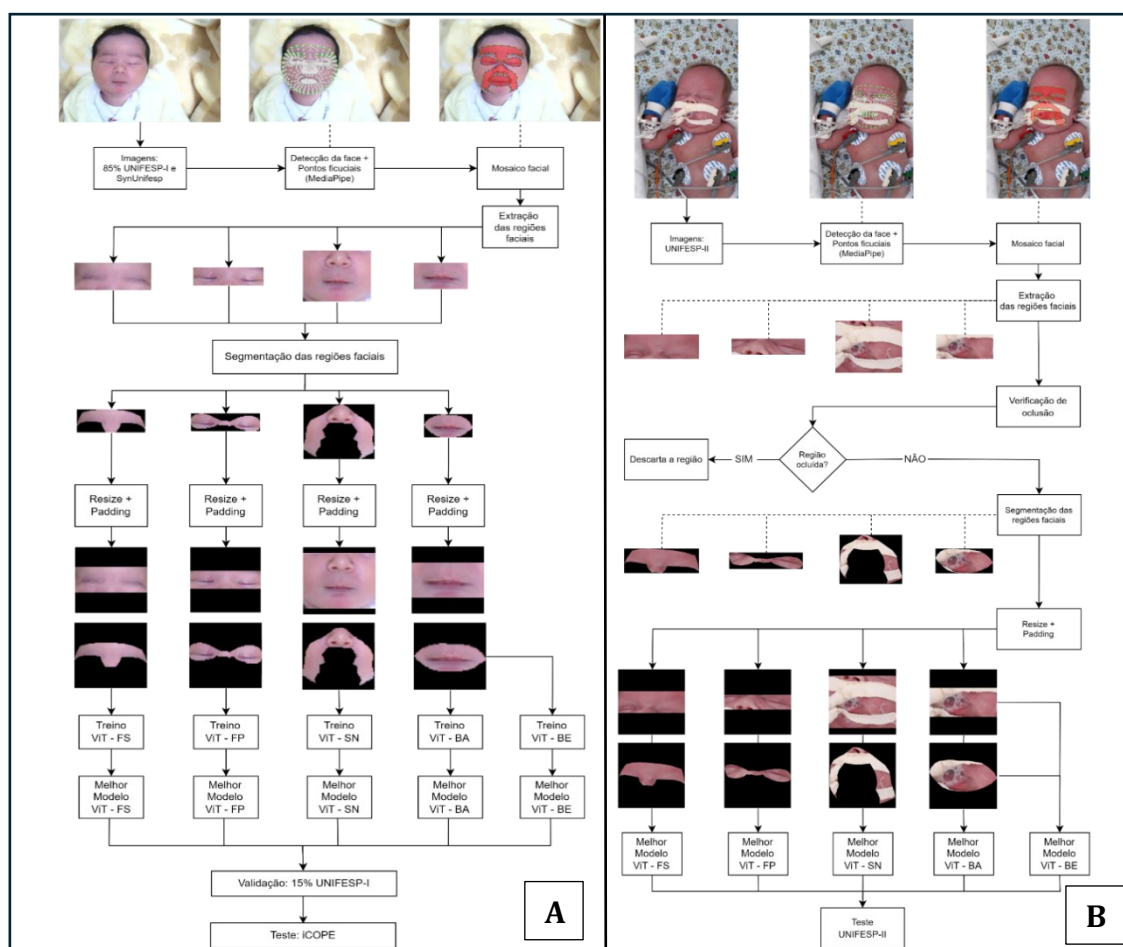 Imagens:
85% UNIFESP-I e
SynUnifesp
Detecção da face +
Pontos ficuciais
(MediaPipe)
Mosaico facial
Extração
das regiões
faciais
Segmentação das regiões faciais
Resize +
Padding
Resize +
Padding
Resize +
Padding
Resize +
Padding
Treino
ViT - FS
Treino
ViT - FP
Treino
ViT - SN
Treino
ViT - BA
Treino
ViT - BE
Melhor
Modelo
ViT - FS
Melhor
Modelo
ViT - FP
Melhor
Modelo
ViT - SN
Melhor
Modelo
ViT - BA
Melhor
Modelo
ViT - BE
Validação: 15% UNIFESP-I
Teste: iCOPE
A
Imagens:
UNIFESP-II
Detecção da face +
Pontos ficuciais
(MediaPipe)
Mosaico facial
Extração
das regiões faciais
Verificação de
oclusão
Região
ocluída?
SIM
NÃO
Descarta a região
Segmentação das
regiões faciais
Resize +
Padding
Melhor
Modelo
ViT - FS
Melhor
Modelo
ViT - FP
Melhor
Modelo
ViT - SN
Melhor
Modelo
ViT - BA
Melhor
Modelo
ViT - BE
Teste
UNIFESP-II
B